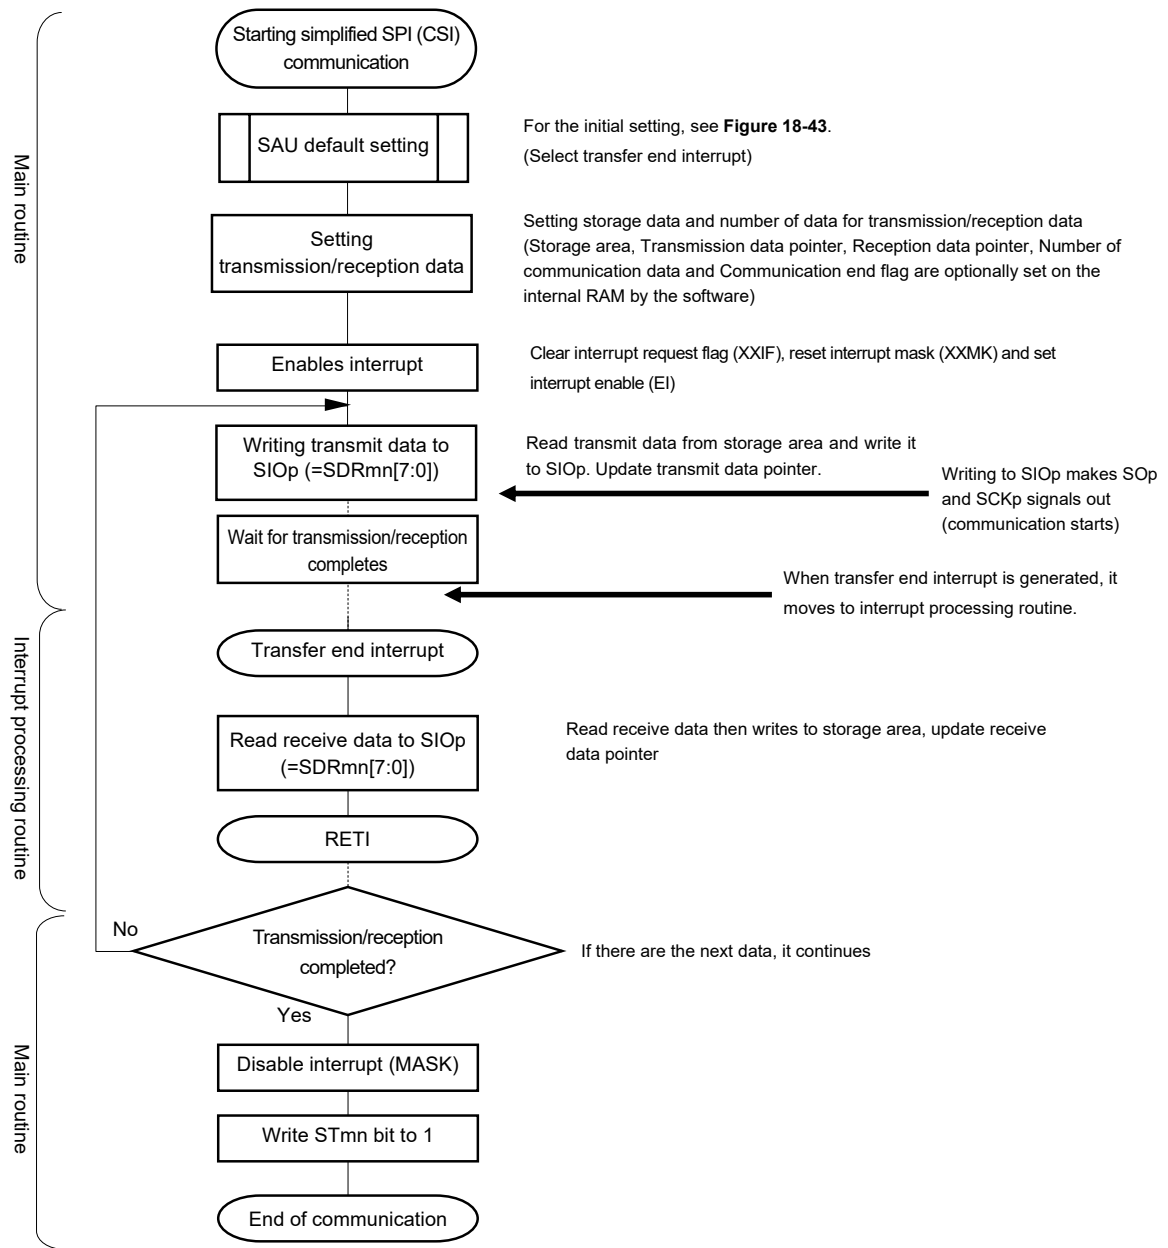 Starting simplified SPI (CSI)
communication
SAU default setting
For the initial setting, see Figure 18-43.
(Select transfer end interrupt)
Main routine
Setting
transmission/reception data
Setting storage data and number of data for transmission/reception data
(Storage area, Transmission data pointer, Reception data pointer, Number of
communication data and Communication end flag are optionally set on the
internal RAM by the software)
Enables interrupt
Clear interrupt request flag (XXIF), reset interrupt mask (XXMK) and set
interrupt enable (EI)
Writing transmit data to
SIOp (=SDRmn[7:0])
Read transmit data from storage area and write it
to SIOp. Update transmit data pointer.
Writing to SIOp makes SOp
and SCKp signals out
(communication starts)
Wait for transmission/reception
completes
When transfer end interrupt is generated, it
moves to interrupt processing routine.
Interrupt processing routine
Transfer end interrupt
Read receive data to SIOp
(=SDRmn[7:0])
Read receive data then writes to storage area, update receive
data pointer
RETI
No
Transmission/reception
completed?
If there are the next data, it continues
Yes
Main routine
Disable interrupt (MASK)
Write STmn bit to 1
End of communication